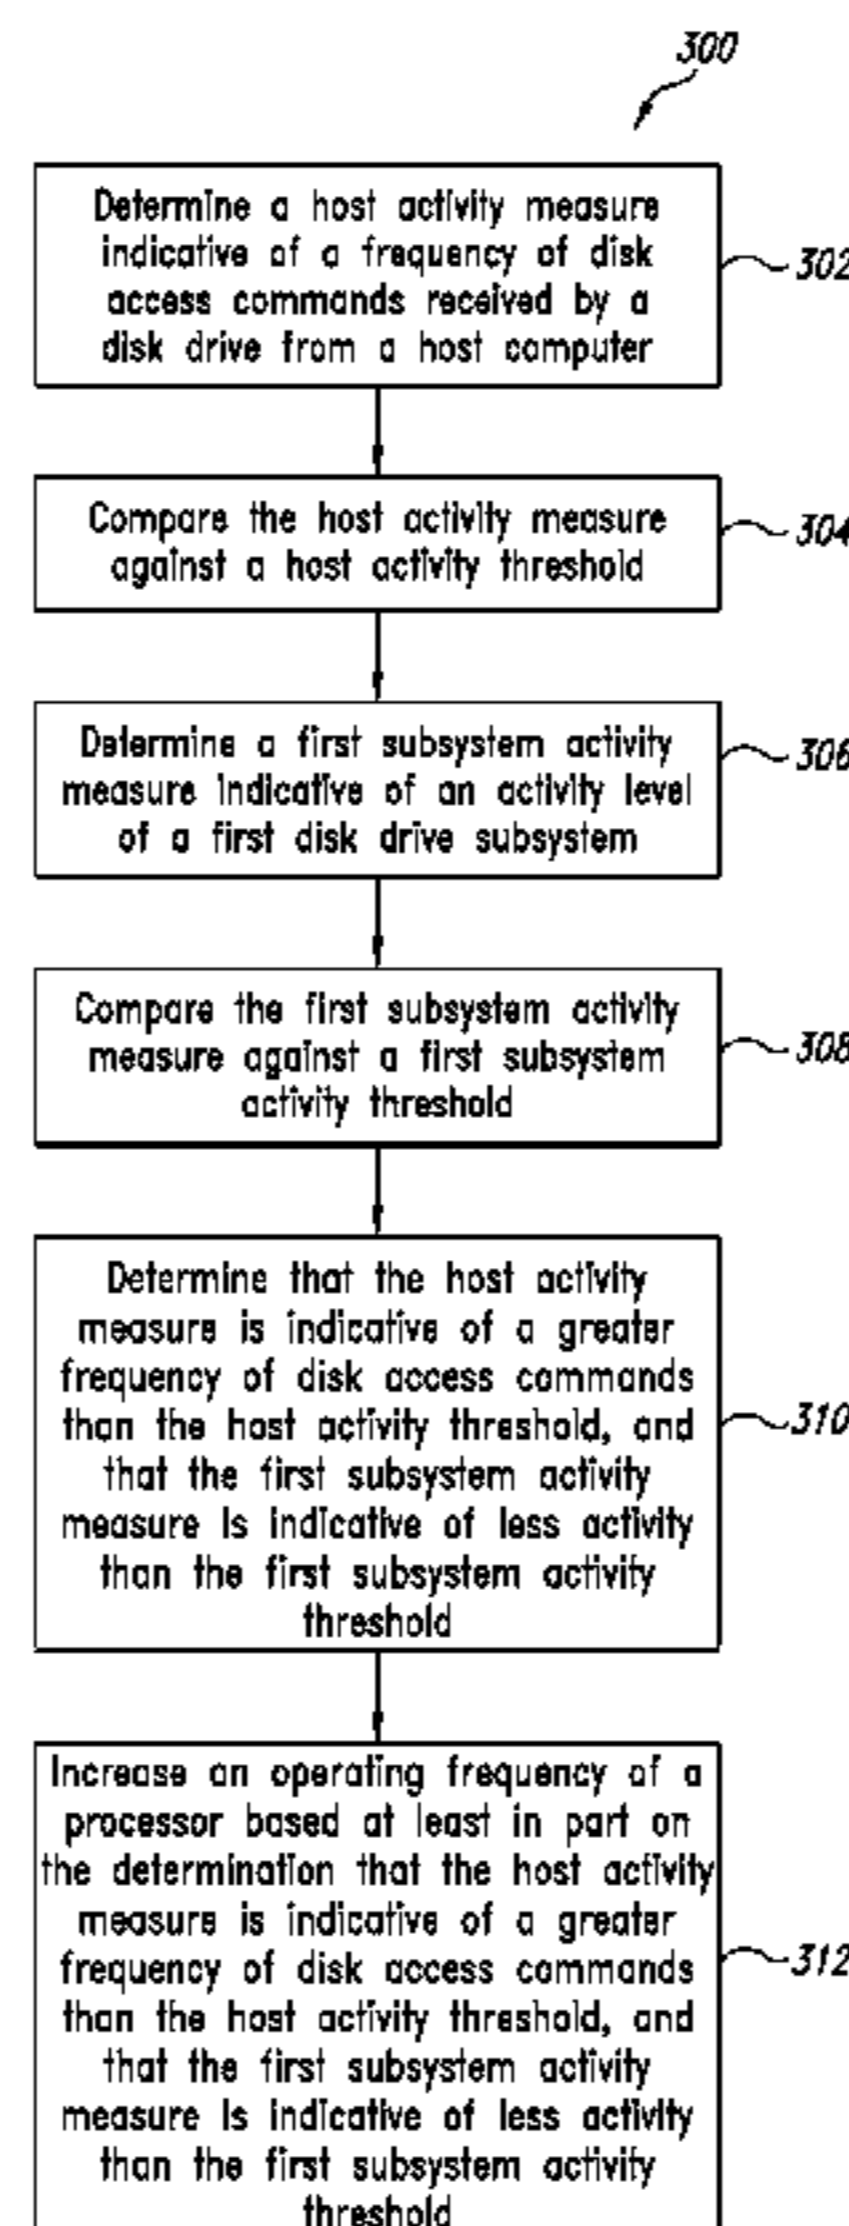 300
Determine a host activity measure
indicative of a frequency of disk
access commands received by a
disk drive from a host computer
302
Compare the host activity measure
against a host activity threshold
304
Determine a first subsystem activity
measure indicative of an activity level
of a first disk drive subsystem
306
Compare the first subsystem activity
measure against a first subsystem
activity threshold
308
Determine that the host activity
measure is indicative of a greater
frequency of disk access commands
than the host activity threshold, and
that the first subsystem activity
measure is indicative of less activity
than the first subsystem activity
threshold
310
Increase an operating frequency of a
processor based at least in part on
the determination that the host activity
measure is indicative of a greater
frequency of disk access commands
than the host activity threshold, and
that the first subsystem activity
measure is indicative of less activity
than the first subsystem activity
threshold
312